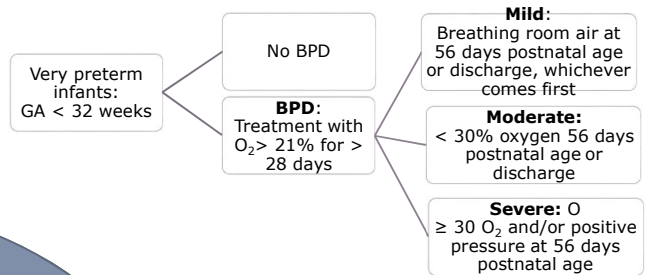 Very preterm
infants:
GA < 32 weeks
No BPD
BPD:
Treatment with
O₂> 21% for >
28 days
Mild:
Breathing room air at
56 days postnatal age
or discharge, whichever
comes first
Moderate:
< 30% oxygen 56 days
postnatal age or
discharge
Severe: O
≥ 30 O₂ and/or positive
pressure at 56 days
postnatal age